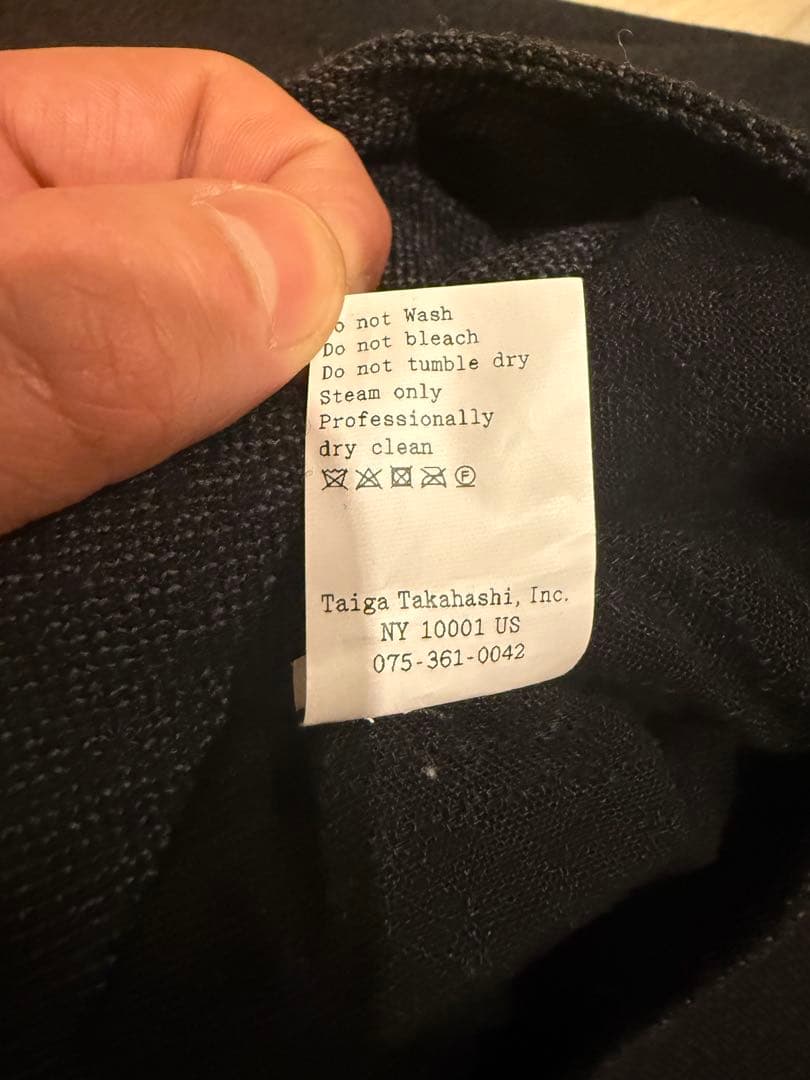 not Wash
Do not bleach
Do not tumble dry
Steam only
Professionally
dry clean
F
Taiga Takahashi, Inc.
NY 10001 US
075-361-0042